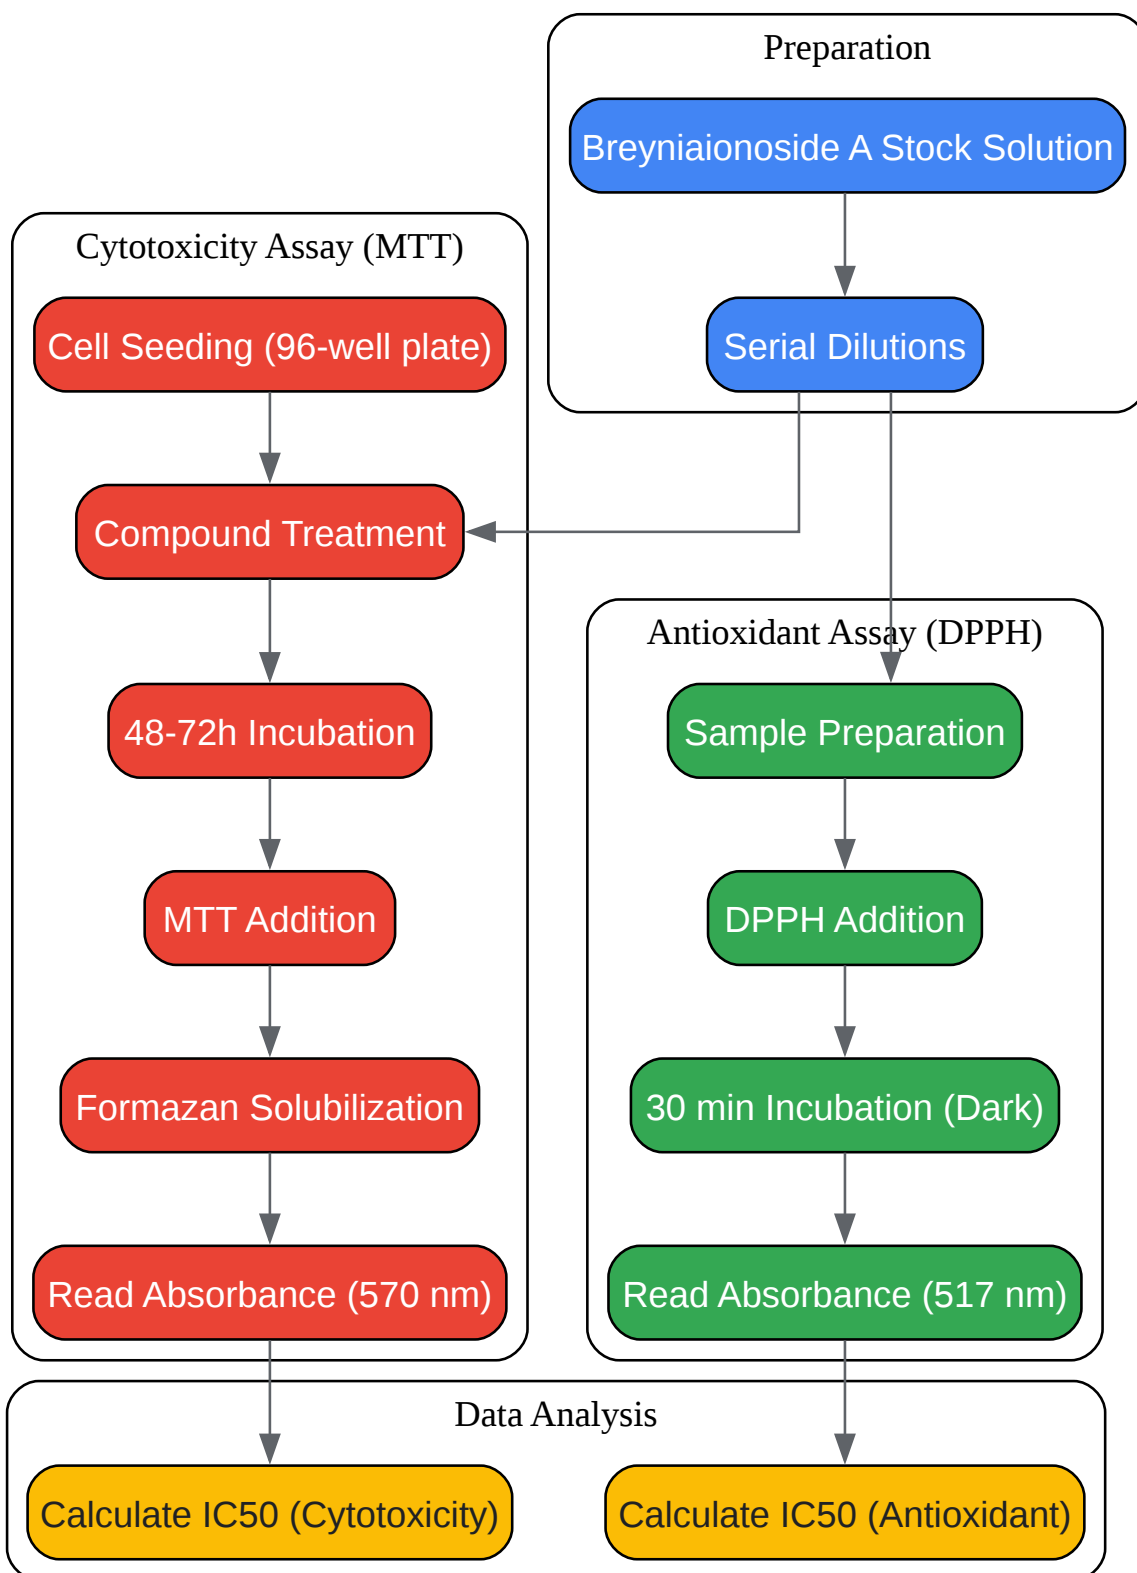 Preparation
Breyniaionoside A Stock Solution
Serial Dilutions
Cytotoxicity Assay (MTT)
Cell Seeding (96-well plate)
Compound Treatment
48-72h Incubation
MTT Addition
Formazan Solubilization
Read Absorbance (570 nm)
Antioxidant Assay (DPPH)
Sample Preparation
DPPH Addition
30 min Incubation (Dark)
Read Absorbance (517 nm)
Data Analysis
Calculate IC50 (Cytotoxicity)
Calculate IC50 (Antioxidant)